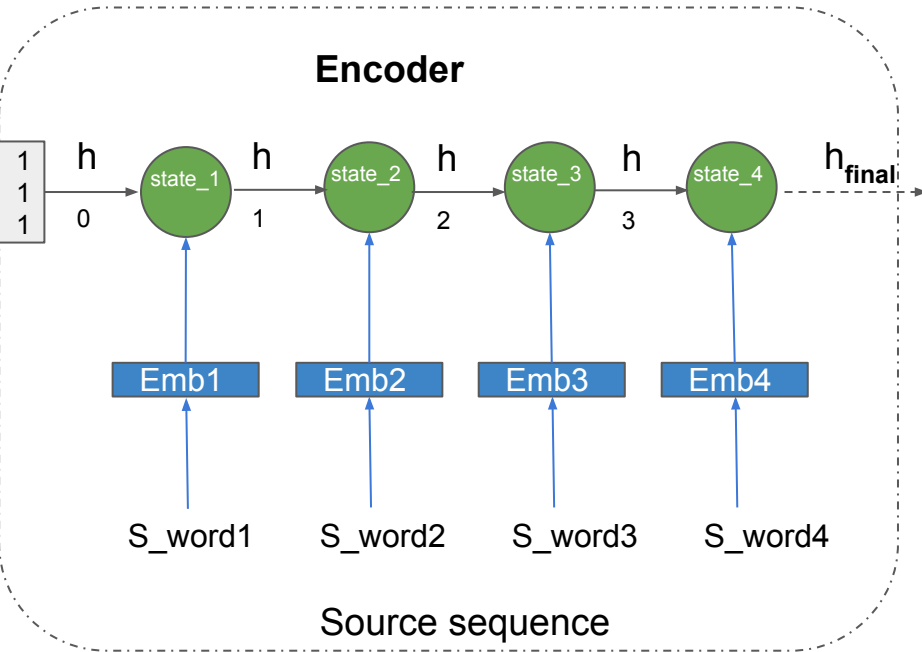 Encoder
1
1
1
h
0
state_1
h
1
state_2
h
2
state_3
h
3
state_4
h final
Emb1 Emb2 Emb3 Emb4
S_word1 S_word2 S_word3 S_word4
Source sequence